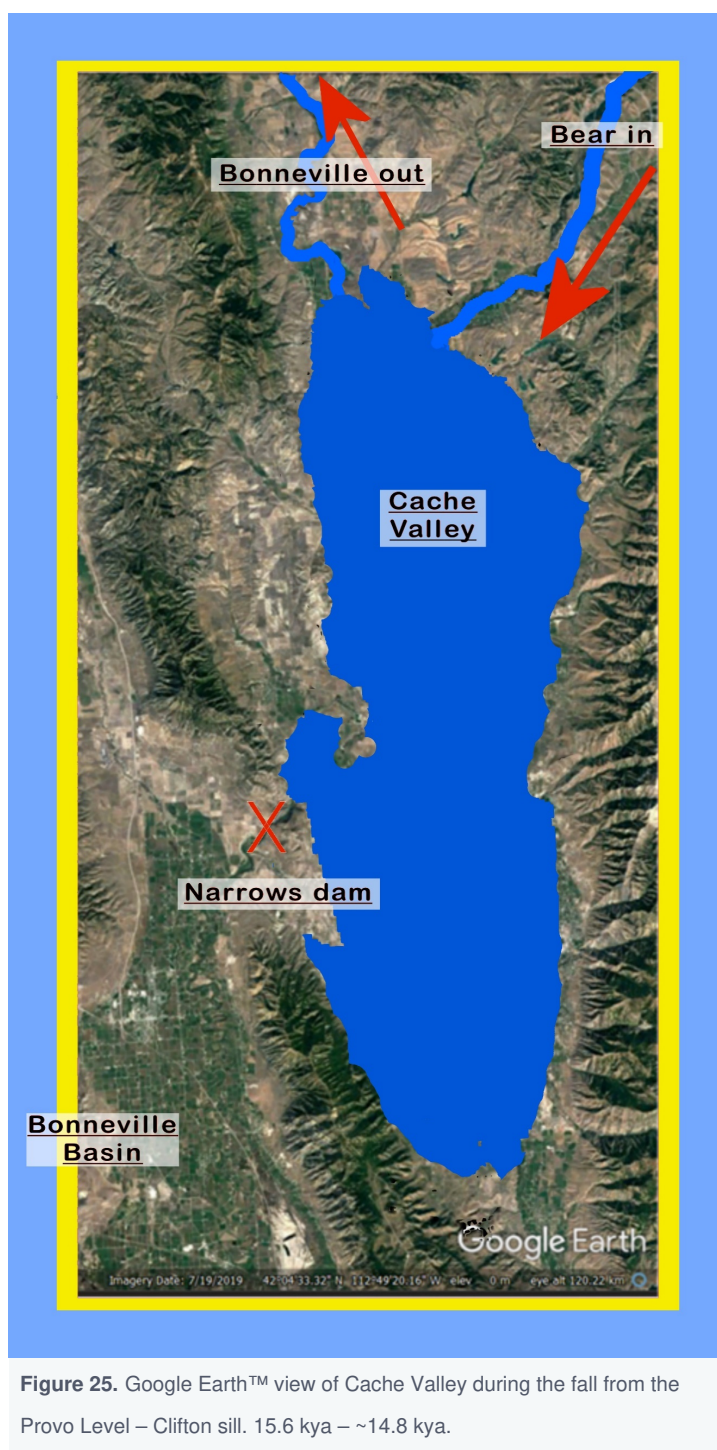 Bear in
Bonneville out
Cache
Valley
Narrows dam
Bonneville
Basin
Google Earth
Imagery Date: 7/19/2019 42°04'33.32" N 112°49'20.16" W elev 0 m eye alt 120.22 km
Figure 25. Google Earth™ view of Cache Valley during the fall from the
Provo Level – Clifton sill. 15.6 kya – ~14.8 kya.